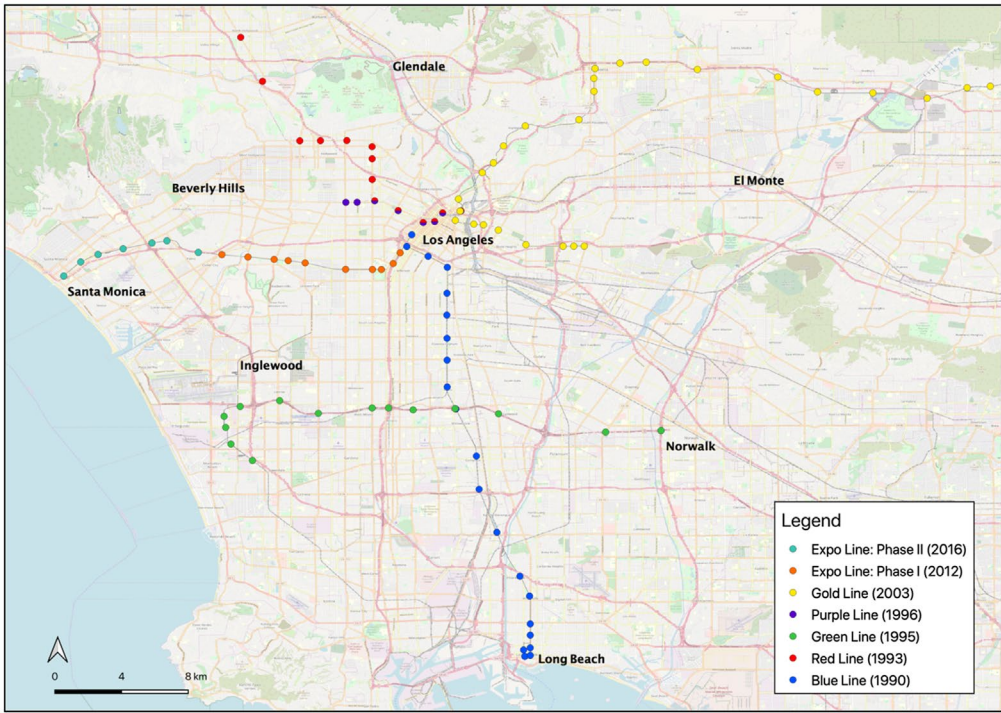 Glendale
Beverly Hills
El Monte
Los Angeles
Santa Monica
Inglewood
Norwalk
Long Beach
Legend
Expo Line: Phase II (2016)
Expo Line: Phase I (2012)
Gold Line (2003)
Purple Line (1996)
Green Line (1995)
Red Line (1993)
Blue Line (1990)
0 4 8 km